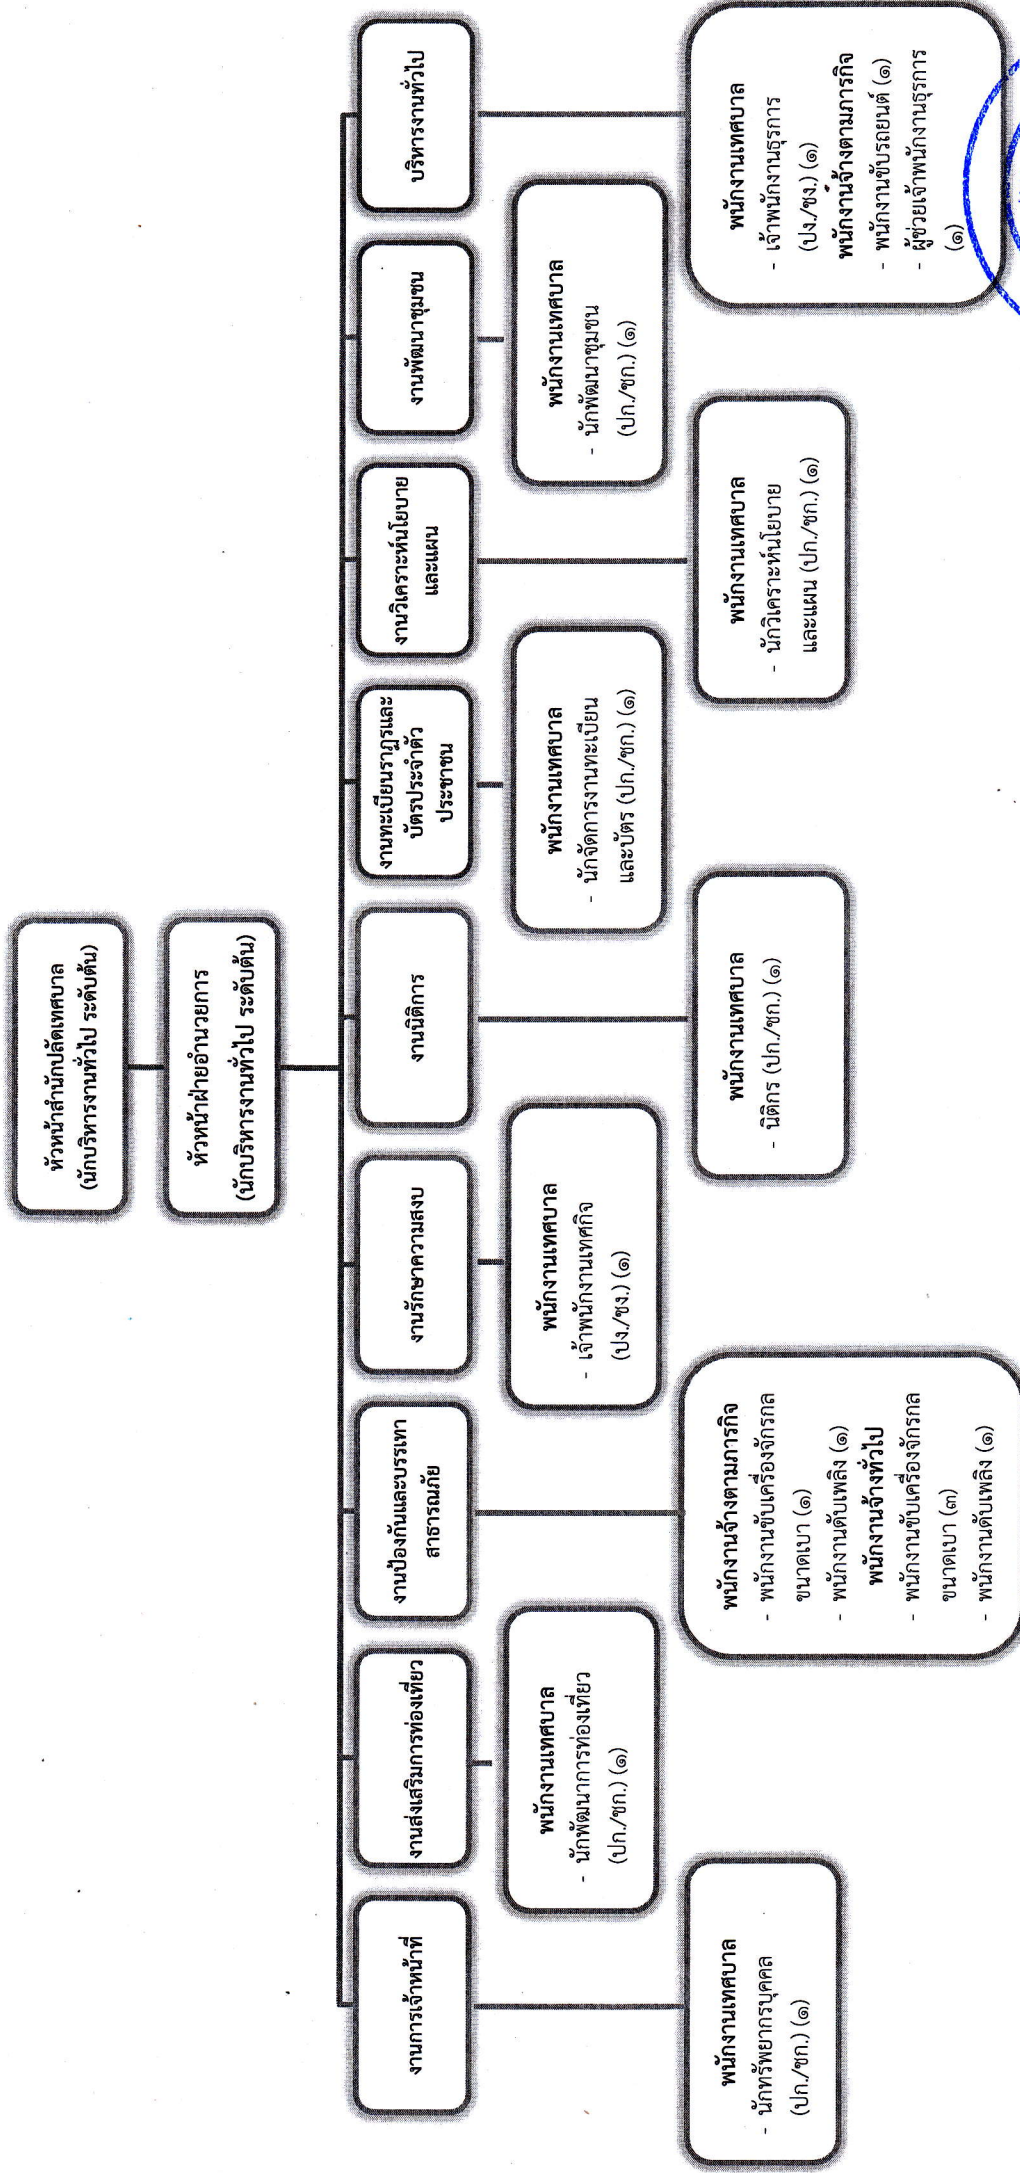 หัวหน้าสำนักปลัดเทศบาล
(นักบริหารงานทั่วไป ระดับต้น)
หัวหน้าฝ่ายอำนวยการ
(นักบริหารงานทั่วไป ระดับต้น)
งานการเจ้าหน้าที่
งานส่งเสริมการท่องเที่ยว
งานป้องกันและบรรเทา
สาธารณภัย
งานรักษาความสงบ
งานนิติการ
งานทะเบียนราฎรและ
บัตรประจำตัว
ประชาชน
งานวิเคราะห์นโยบาย
และแผน
งานพัฒนาชุมชน
บริหารงานทั่วไป
พนักงานเทศบาล
- นักทรัพยากรบุคคล
(ปก./ชก.) (๑)
พนักงานเทศบาล
- นักพัฒนาการท่องเที่ยว
(ปก./ชก.) (๑)
พนักงานจ้างตามภารกิจ
- พนักงานขับเครื่องจักรกล
ขนาดเบา (๑)
- พนักงานดับเพลิง (๑)
พนักงานจ้างทั่วไป
- พนักงานขับเครื่องจักรกล
ขนาดเบา (๓)
- พนักงานดับเพลิง (๑)
พนักงานเทศบาล
- เจ้าพนักงานเทศกิจ
(ปง./ชง.) (๑)
พนักงานเทศบาล
- นิติกร (ปก./ชก.) (๑)
พนักงานเทศบาล
- นักจัดการงานทะเบียน
และบัตร (ปก./ชก.) (๑)
พนักงานเทศบาล
- นักวิเคราะห์นโยบาย
และแผน (ปก./ชก.) (๑)
พนักงานเทศบาล
- นักพัฒนาชุมชน
(ปก./ชก.) (๑)
พนักงานเทศบาล
- เจ้าพนักงานธุรการ
(ปง./ชง.) (๑)
พนักงานจ้างตามภารกิจ
- พนักงานขับรถยนต์ (๑)
- ผู้ช่วยเจ้าพนักงานธุรการ
(๑)